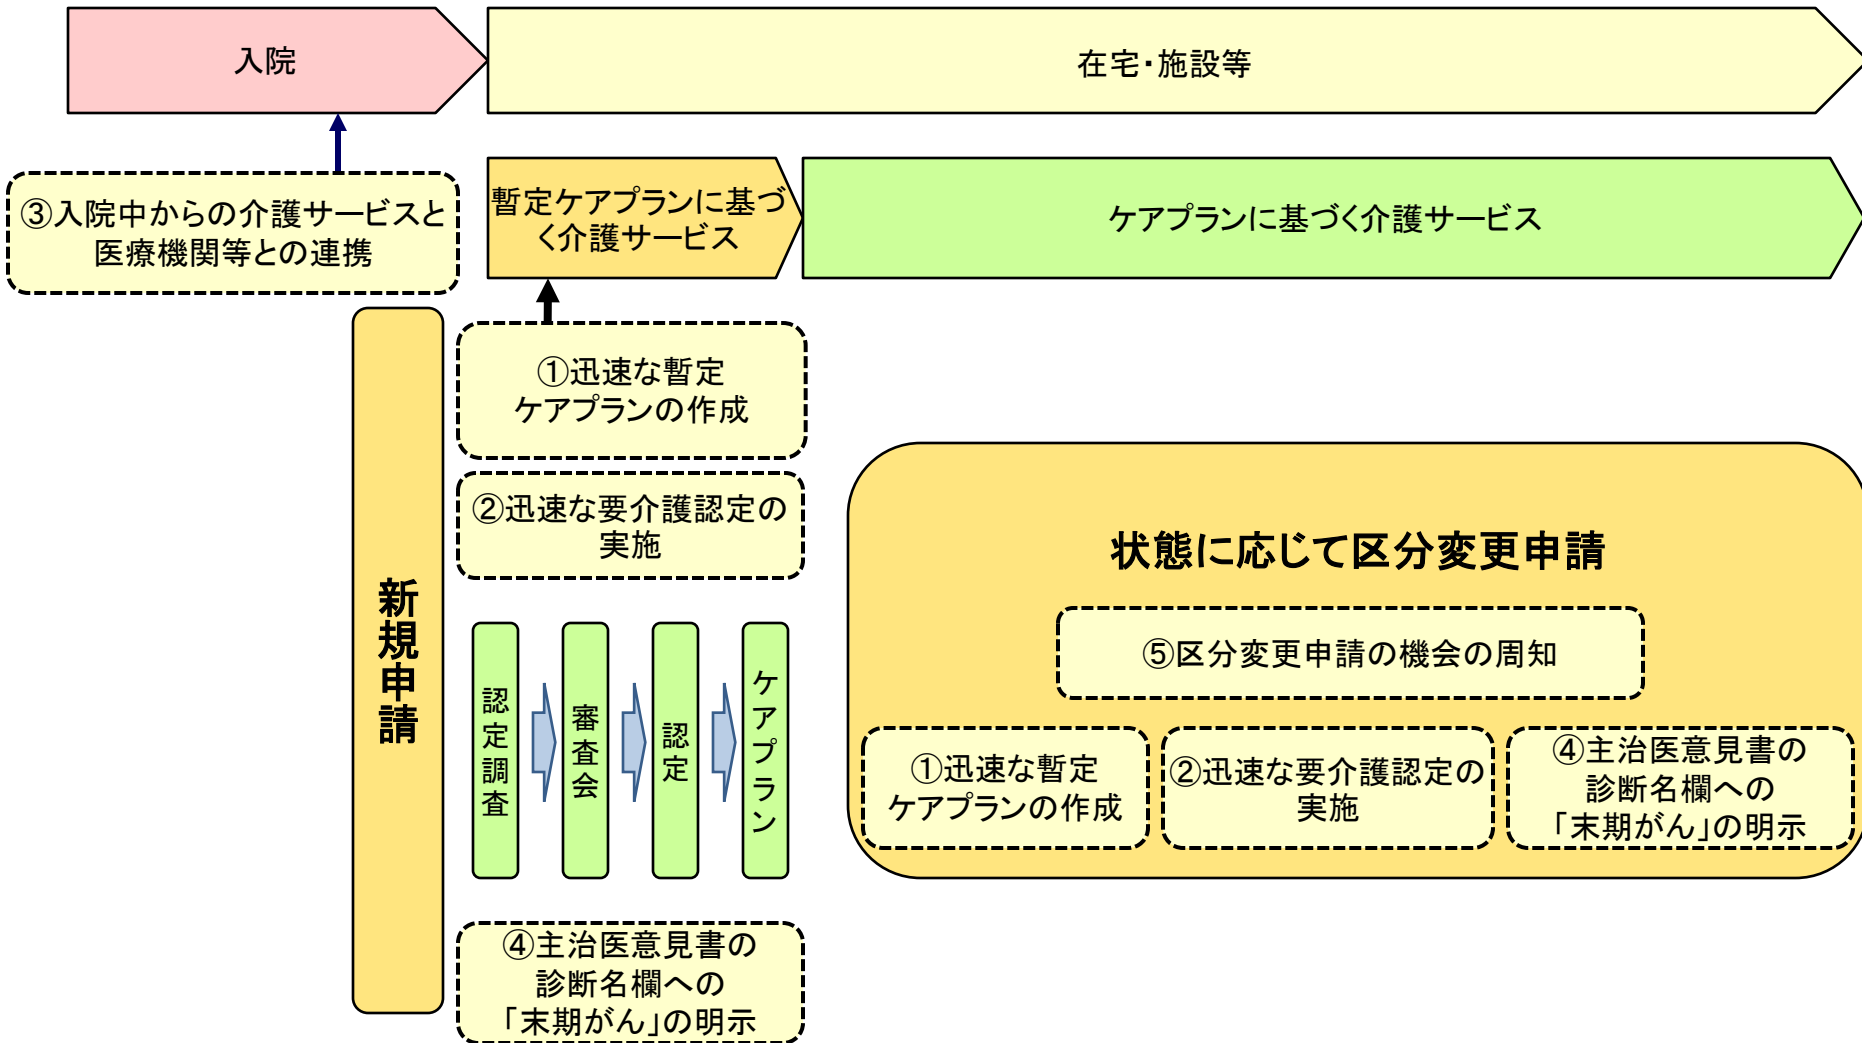 入院
在宅・施設等
③入院中からの介護サービスと
医療機関等との連携
暫定ケアプランに基づ
く介護サービス
ケアプランに基づく介護サービス
新規申請
①迅速な暫定
ケアプランの作成
②迅速な要介護認定の
実施
認定調査
審査会
認定
ケアプラン
④主治医意見書の
診断名欄への
「末期がん」の明示
状態に応じて区分変更申請
⑤区分変更申請の機会の周知
①迅速な暫定
ケアプランの作成
②迅速な要介護認定の
実施
④主治医意見書の
診断名欄への
「末期がん」の明示